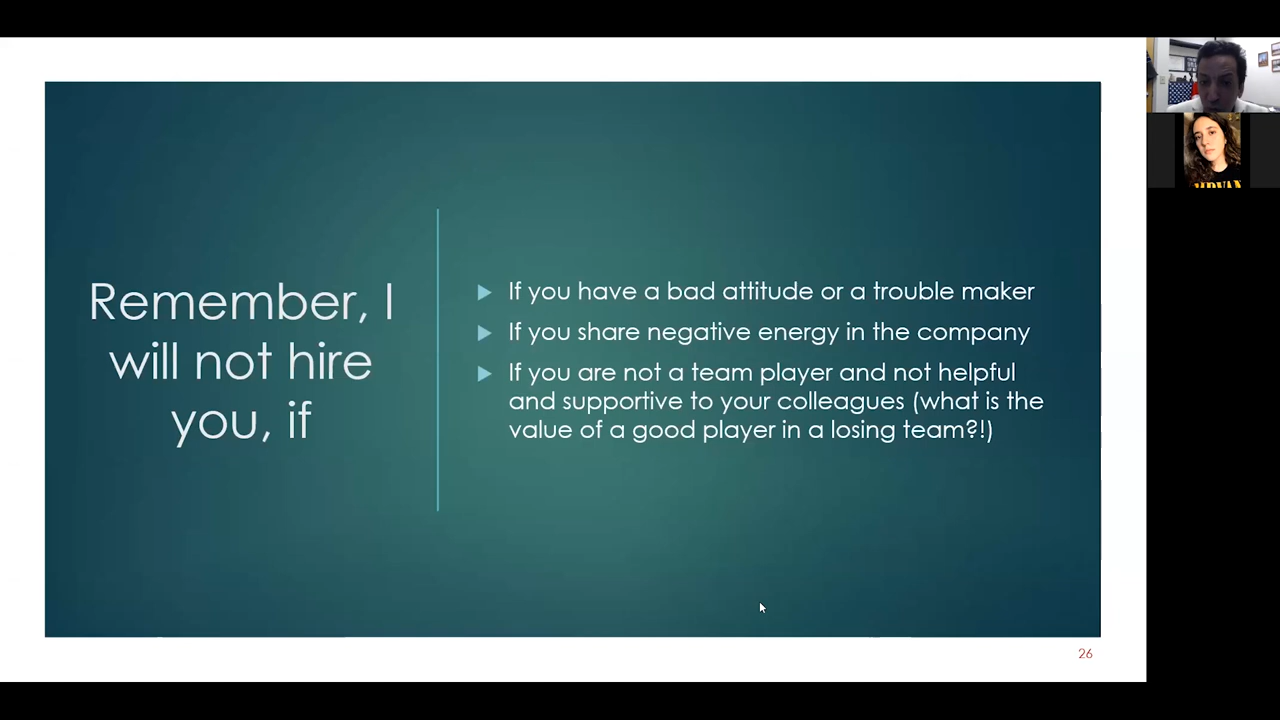 Remember, I
will not hire
you, if
If you have a bad attitude or a trouble maker
If you share negative energy in the company
If you are not a team player and not helpful
and supportive to your colleagues (what is the
value of a good player in a losing team?!)
26